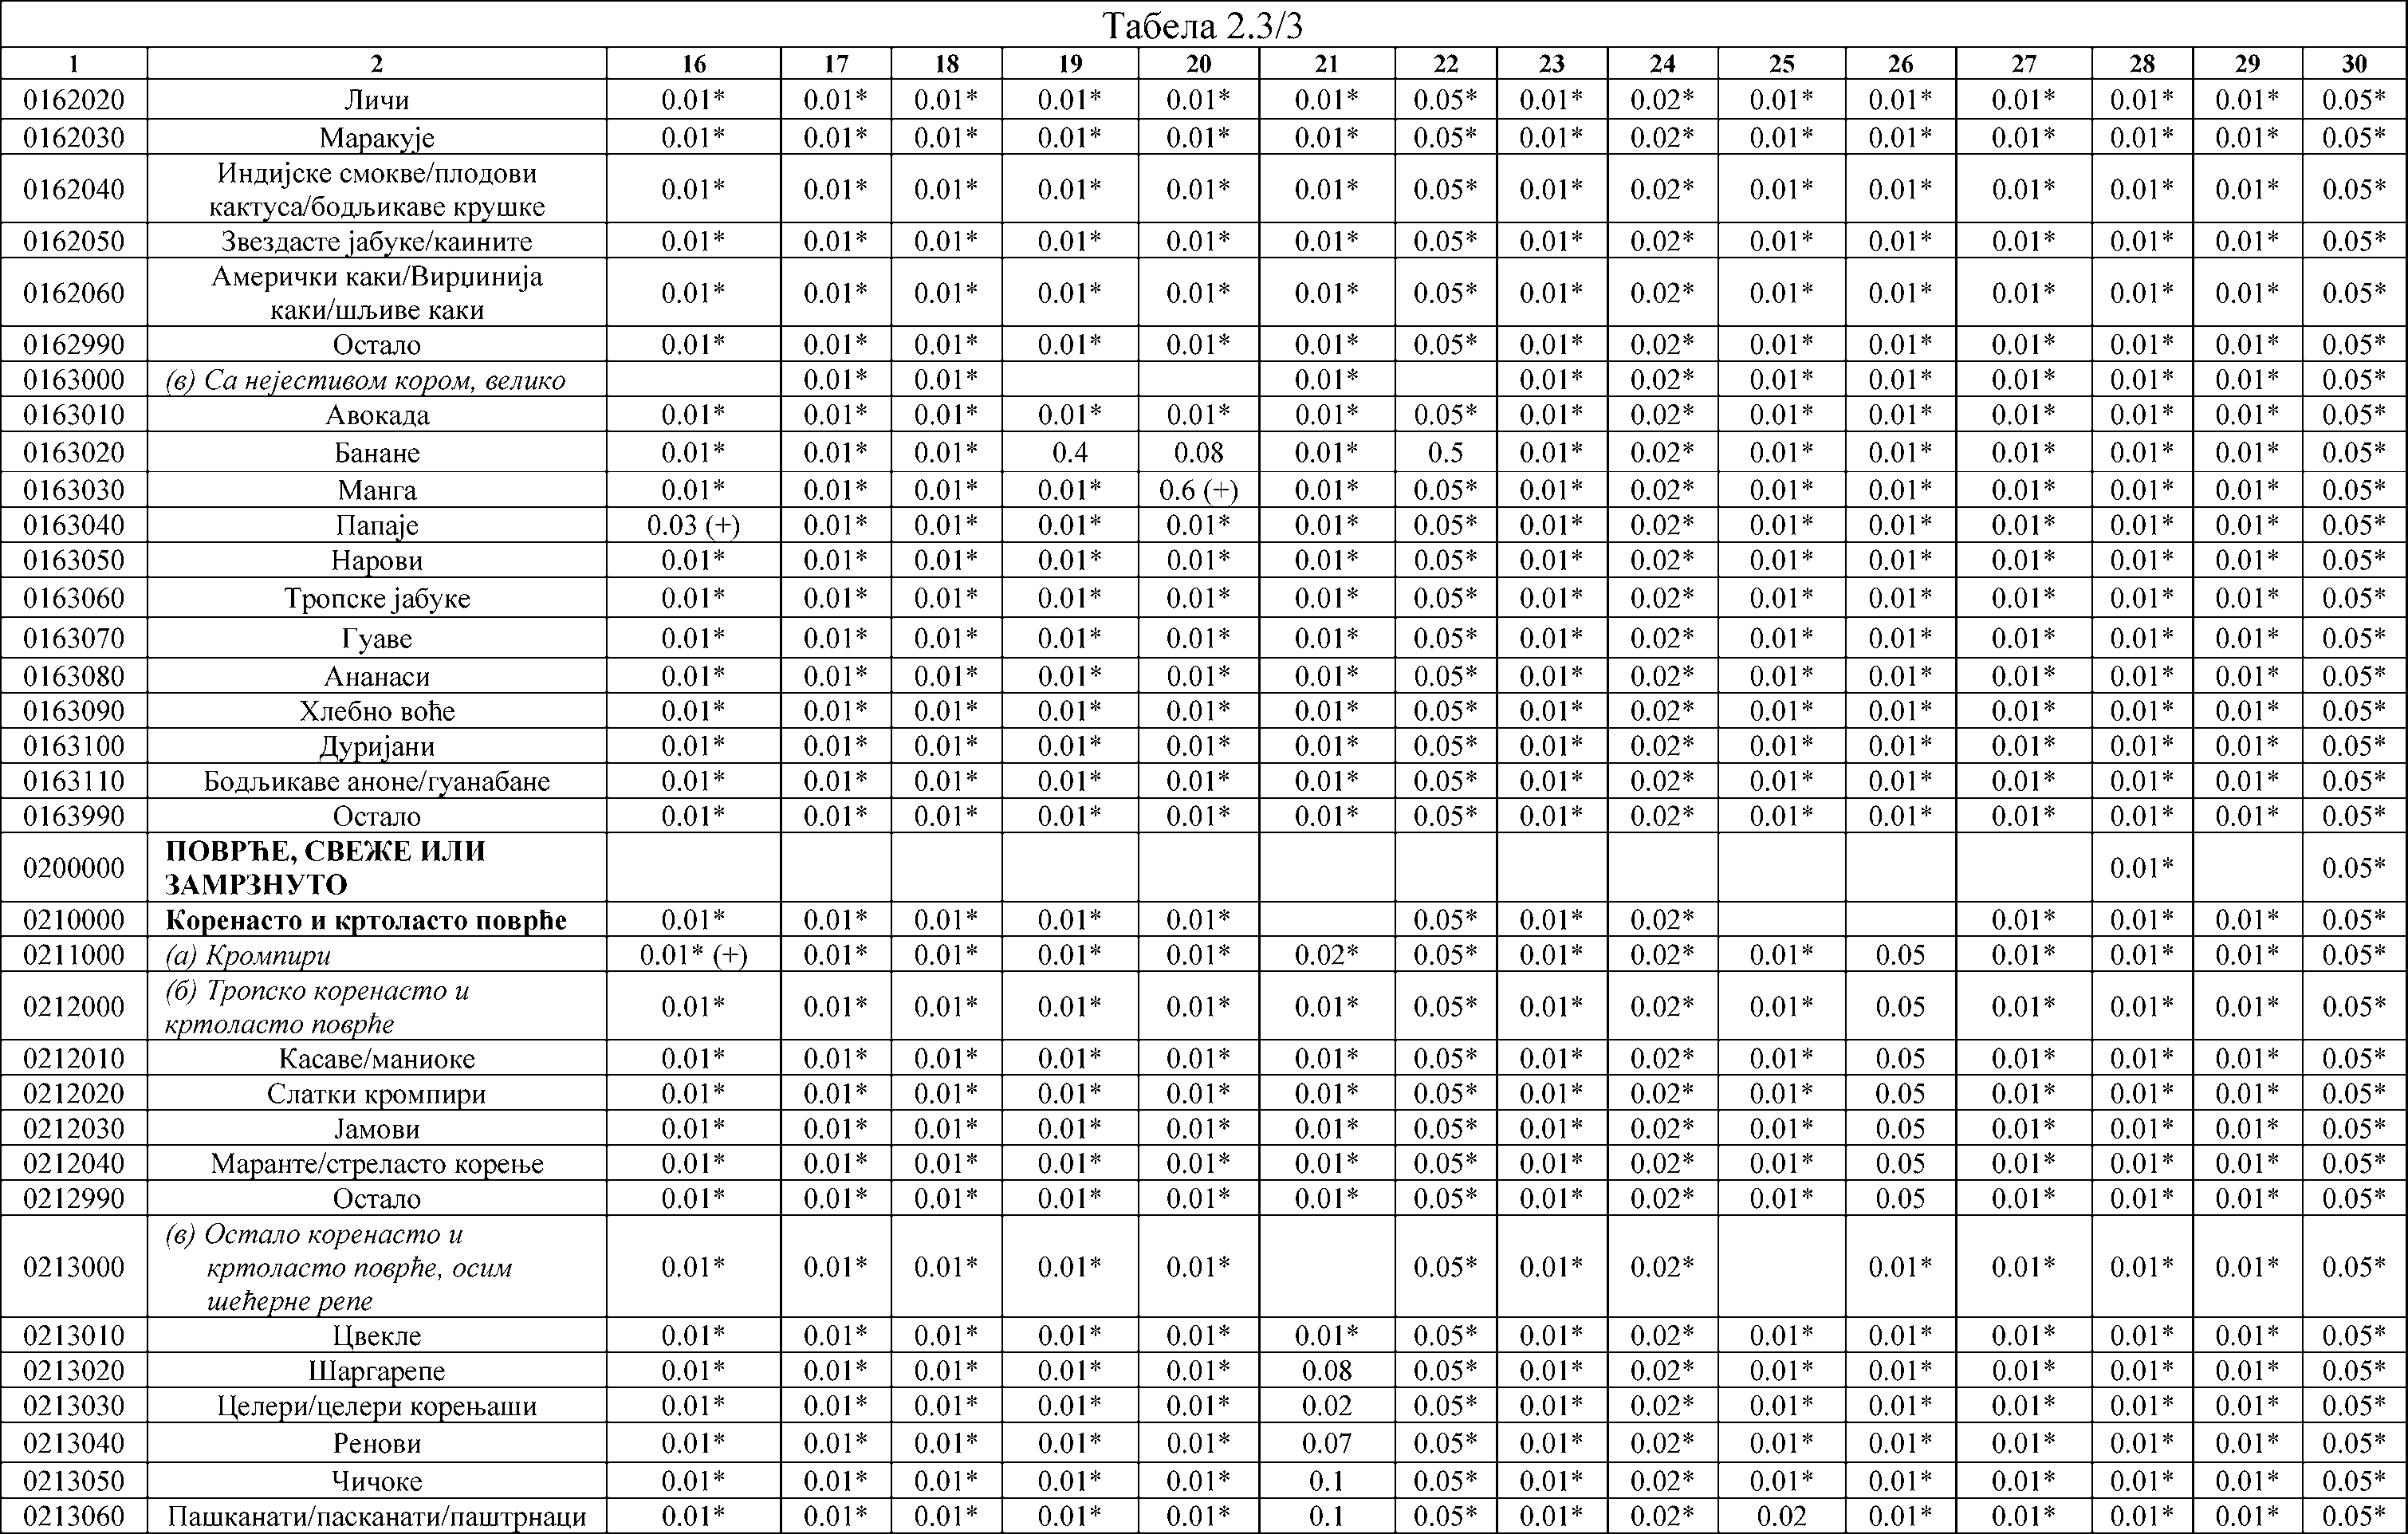 Табела 2.3/3
1 2 16 17 18 19 20 21 22 23 24 25 26 27 28 29 30
0162020 Личи 0.01* 0.01* 0.01* 0.01* 0.01* 0.01* 0.05* 0.01* 0.02* 0.01* 0.01* 0.01* 0.01* 0.01* 0.05*
0162030 Маракује 0.01* 0.01* 0.01* 0.01* 0.01* 0.01* 0.05* 0.01* 0.02* 0.01* 0.01* 0.01* 0.01* 0.01* 0.05*
Индијске смокве/плодови
0162040 кактуса/бодљикаве крушке 0.01* 0.01* 0.01* 0.01* 0.01* 0.01* 0.05* 0.01* 0.02* 0.01* 0.01* 0.01* 0.01* 0.01* 0.05*
0162050 Звездасте јабуке/каините 0.01* 0.01* 0.01* 0.01* 0.01* 0.01* 0.05* 0.01* 0.02* 0.01* 0.01* 0.01* 0.01* 0.01* 0.05*
Амерички каки/Вирџинија
0162060 каки/шљиве каки 0.01* 0.01* 0.01* 0.01* 0.01* 0.01* 0.05* 0.01* 0.02* 0.01* 0.01* 0.01* 0.01* 0.01* 0.05*
0162990 Остало 0.01* 0.01* 0.01* 0.01* 0.01* 0.01* 0.05* 0.01* 0.02* 0.01* 0.01* 0.01* 0.01* 0.01* 0.05*
0163000 (в) Са нејестивом кором, велико 0.01* 0.01* 0.01* 0.01* 0.02* 0.01* 0.01* 0.01* 0.01* 0.01* 0.05*
0163010 Авокада 0.01* 0.01* 0.01* 0.01* 0.01* 0.01* 0.05* 0.01* 0.02* 0.01* 0.01* 0.01* 0.01* 0.01* 0.05*
0163020 Банане 0.01* 0.01* 0.01* 0.4 0.08 0.01* 0.5 0.01* 0.02* 0.01* 0.01* 0.01* 0.01* 0.01* 0.05*
0163030 Манга 0.01* 0.01* 0.01* 0.01* 0.6 (+) 0.01* 0.05* 0.01* 0.02* 0.01* 0.01* 0.01* 0.01* 0.01* 0.05*
0163040 Папаје 0.03 (+) 0.01* 0.01* 0.01* 0.01* 0.01* 0.05* 0.01* 0.02* 0.01* 0.01* 0.01* 0.01* 0.01* 0.05*
0163050 Нарови 0.01* 0.01* 0.01* 0.01* 0.01* 0.01* 0.05* 0.01* 0.02* 0.01* 0.01* 0.01* 0.01* 0.01* 0.05*
0163060 Тропске јабуке 0.01* 0.01* 0.01* 0.01* 0.01* 0.01* 0.05* 0.01* 0.02* 0.01* 0.01* 0.01* 0.01* 0.01* 0.05*
0163070 Гуаве 0.01* 0.01* 0.01* 0.01* 0.01* 0.01* 0.05* 0.01* 0.02* 0.01* 0.01* 0.01* 0.01* 0.01* 0.05*
0163080 Ананаси 0.01* 0.01* 0.01* 0.01* 0.01* 0.01* 0.05* 0.01* 0.02* 0.01* 0.01* 0.01* 0.01* 0.01* 0.05*
0163090 Хлебно воће 0.01* 0.01* 0.01* 0.01* 0.01* 0.01* 0.05* 0.01* 0.02* 0.01* 0.01* 0.01* 0.01* 0.01* 0.05*
0163100 Дуријани 0.01* 0.01* 0.01* 0.01* 0.01* 0.01* 0.05* 0.01* 0.02* 0.01* 0.01* 0.01* 0.01* 0.01* 0.05*
0163110 Бодљикаве аноне/гуанабане 0.01* 0.01* 0.01* 0.01* 0.01* 0.01* 0.05* 0.01* 0.02* 0.01* 0.01* 0.01* 0.01* 0.01* 0.05*
0163990 Остало 0.01* 0.01* 0.01* 0.01* 0.01* 0.01* 0.05* 0.01* 0.02* 0.01* 0.01* 0.01* 0.01* 0.01* 0.05*
ПОВРЋЕ, СВЕЖЕ ИЛИ
0200000 ЗАМРЗНУТО 0.01* 0.05*
0210000 Коренасто и кртоласто поврће 0.01* 0.01* 0.01* 0.01* 0.01* 0.05* 0.01* 0.02* 0.01* 0.01* 0.01* 0.05*
0211000 (а) Кромпири 0.01* (+) 0.01* 0.01* 0.01* 0.01* 0.02* 0.05* 0.01* 0.02* 0.01* 0.05 0.01* 0.01* 0.01* 0.05*
(б) Тропско коренасто и
0212000 кртоласто поврће 0.01* 0.01* 0.01* 0.01* 0.01* 0.01* 0.05* 0.01* 0.02* 0.01* 0.05 0.01* 0.01* 0.01* 0.05*
0212010 Касаве/маниоке 0.01* 0.01* 0.01* 0.01* 0.01* 0.01* 0.05* 0.01* 0.02* 0.01* 0.05 0.01* 0.01* 0.01* 0.05*
0212020 Слатки кромпири 0.01* 0.01* 0.01* 0.01* 0.01* 0.01* 0.05* 0.01* 0.02* 0.01* 0.05 0.01* 0.01* 0.01* 0.05*
0212030 Јамови 0.01* 0.01* 0.01* 0.01* 0.01* 0.01* 0.05* 0.01* 0.02* 0.01* 0.05 0.01* 0.01* 0.01* 0.05*
0212040 Маранте/стреласто корење 0.01* 0.01* 0.01* 0.01* 0.01* 0.01* 0.05* 0.01* 0.02* 0.01* 0.05 0.01* 0.01* 0.01* 0.05*
0212990 Остало 0.01* 0.01* 0.01* 0.01* 0.01* 0.01* 0.05* 0.01* 0.02* 0.01* 0.05 0.01* 0.01* 0.01* 0.05*
(в) Остало коренасто и
0213000 кртоласто поврће, осим 0.01* 0.01* 0.01* 0.01* 0.01* 0.05* 0.01* 0.02* 0.01* 0.01* 0.01* 0.01* 0.05*
шећерне репе
0213010 Цвекле 0.01* 0.01* 0.01* 0.01* 0.01* 0.01* 0.05* 0.01* 0.02* 0.01* 0.01* 0.01* 0.01* 0.01* 0.05*
0213020 Шаргарепе 0.01* 0.01* 0.01* 0.01* 0.01* 0.08 0.05* 0.01* 0.02* 0.01* 0.01* 0.01* 0.01* 0.01* 0.05*
0213030 Целери/целери корењаши 0.01* 0.01* 0.01* 0.01* 0.01* 0.02 0.05* 0.01* 0.02* 0.01* 0.01* 0.01* 0.01* 0.01* 0.05*
0213040 Ренови 0.01* 0.01* 0.01* 0.01* 0.01* 0.07 0.05* 0.01* 0.02* 0.01* 0.01* 0.01* 0.01* 0.01* 0.05*
0213050 Чичоке 0.01* 0.01* 0.01* 0.01* 0.01* 0.1 0.05* 0.01* 0.02* 0.01* 0.01* 0.01* 0.01* 0.01* 0.05*
0213060 Пашканати/пасканати/паштрнаци 0.01* 0.01* 0.01* 0.01* 0.01* 0.1 0.05* 0.01* 0.02* 0.02 0.01* 0.01* 0.01* 0.01* 0.05*